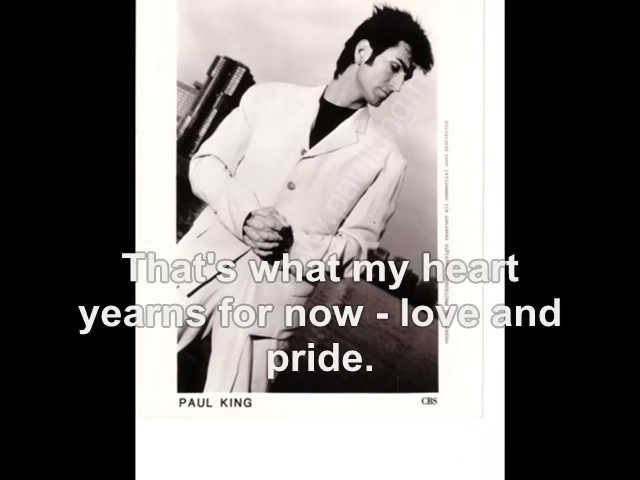 That's what my heart
yearns for now - love and
pride.
PAUL KING
CBS